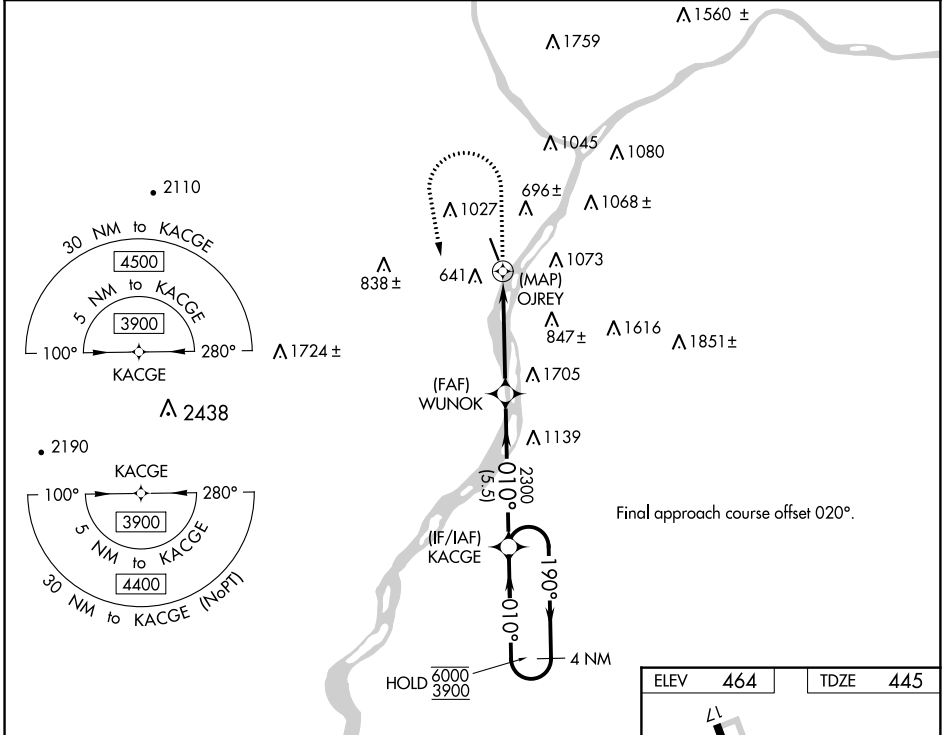 1560 ±
1759
1045
1080
2110
696 ±
1068 ±
1027
30 NM to KACGE
4500
5 NM to KACGE
3900
100°
280°
KACGE
838 ±
641
(MAP)
OJREY
1073
847 ±
1616
1851 ±
1724 ±
(FAF)
WUNOK
1705
2438
1139
2190
KACGE
100°
280°
3900
5 NM to KACGE
4400
30 NM to KACGE (NoPT)
010°
2300
(5.5)
Final approach course offset 020°.
(IF/IAF)
KACGE
190°
010°
4 NM
HOLD 6000
3900
ELEV 464
TDZE 445
17